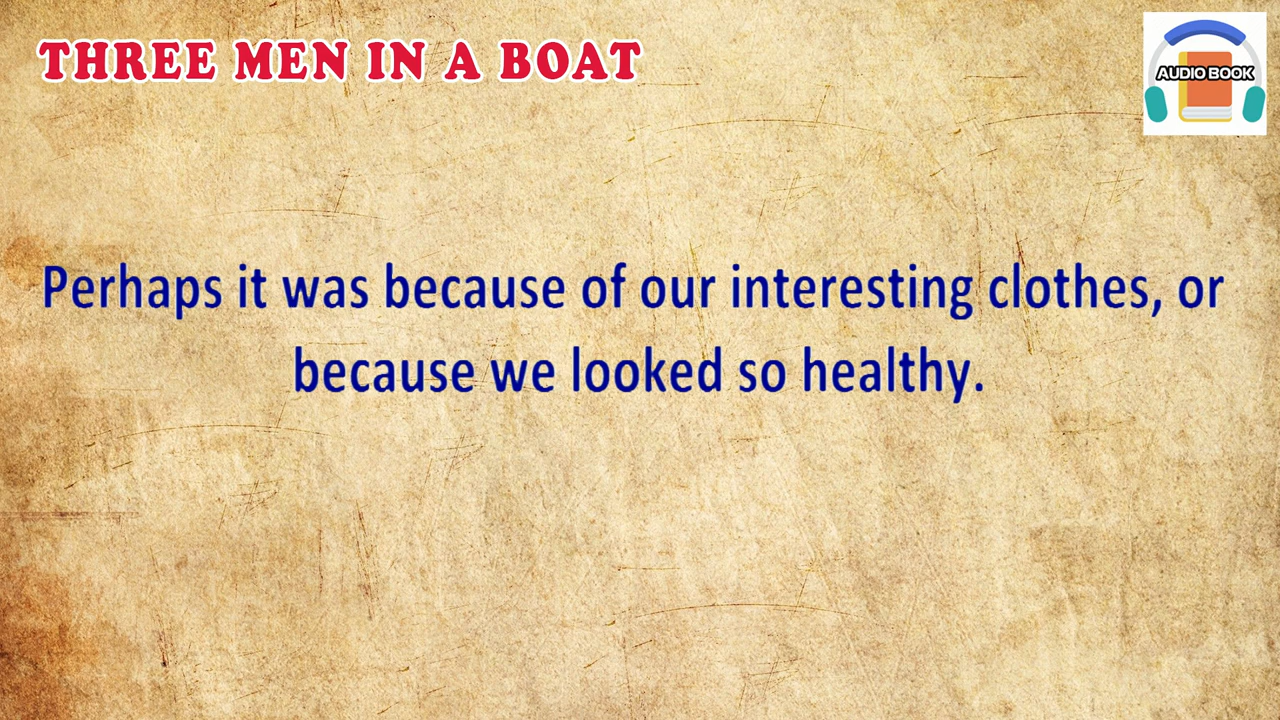 THREE MEN IN A BOAT
AUDIO BOOK
Perhaps it was because of our interesting clothes, or
because we looked so healthy.